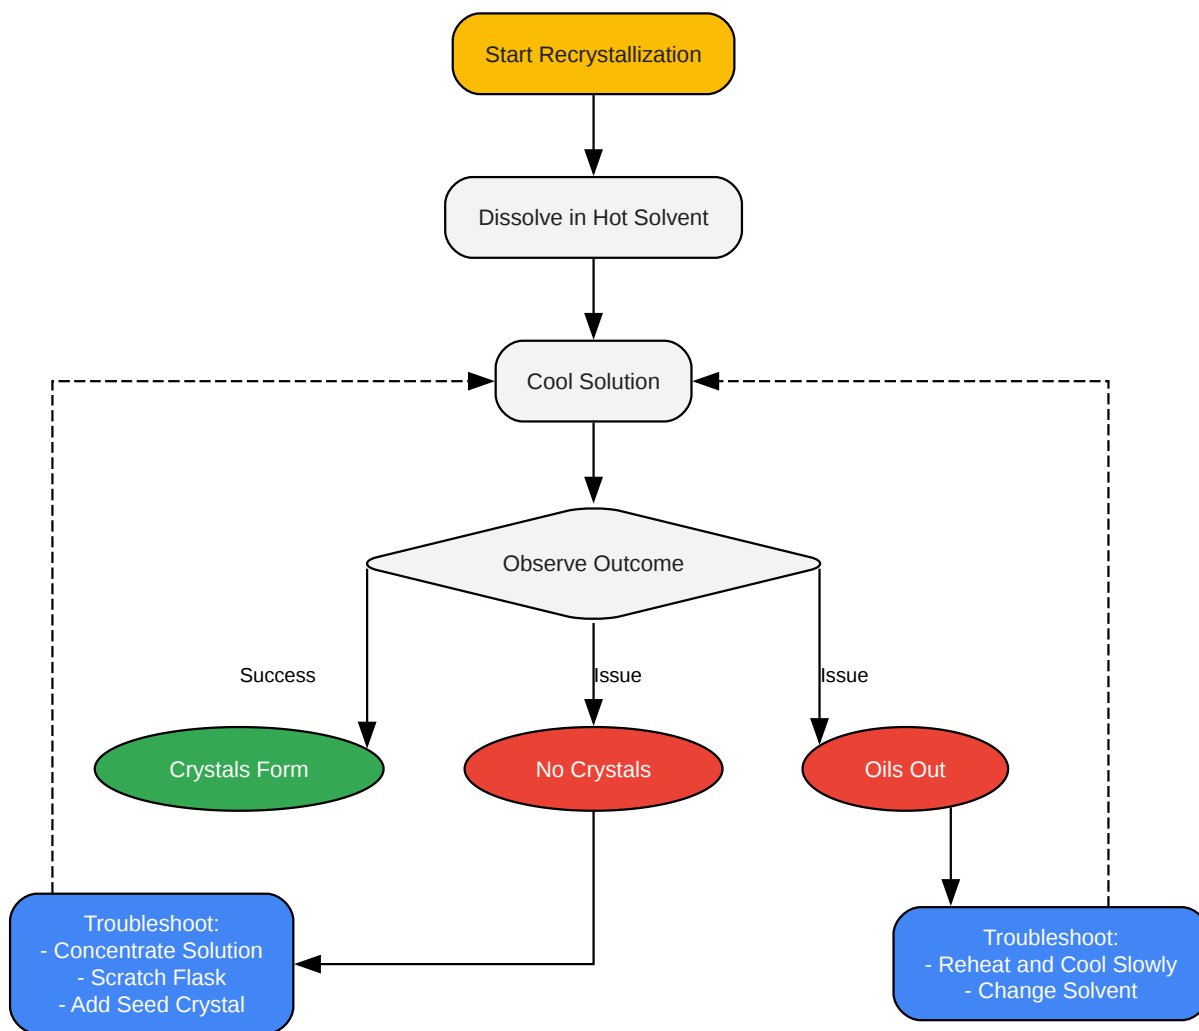 Start Recrystallization
Dissolve in Hot Solvent
Cool Solution
Observe Outcome
Success
Issue
Issue
Crystals Form
No Crystals
Oils Out
Troubleshoot:
- Concentrate Solution
- Scratch Flask
- Add Seed Crystal
Troubleshoot:
- Reheat and Cool Slowly
- Change Solvent